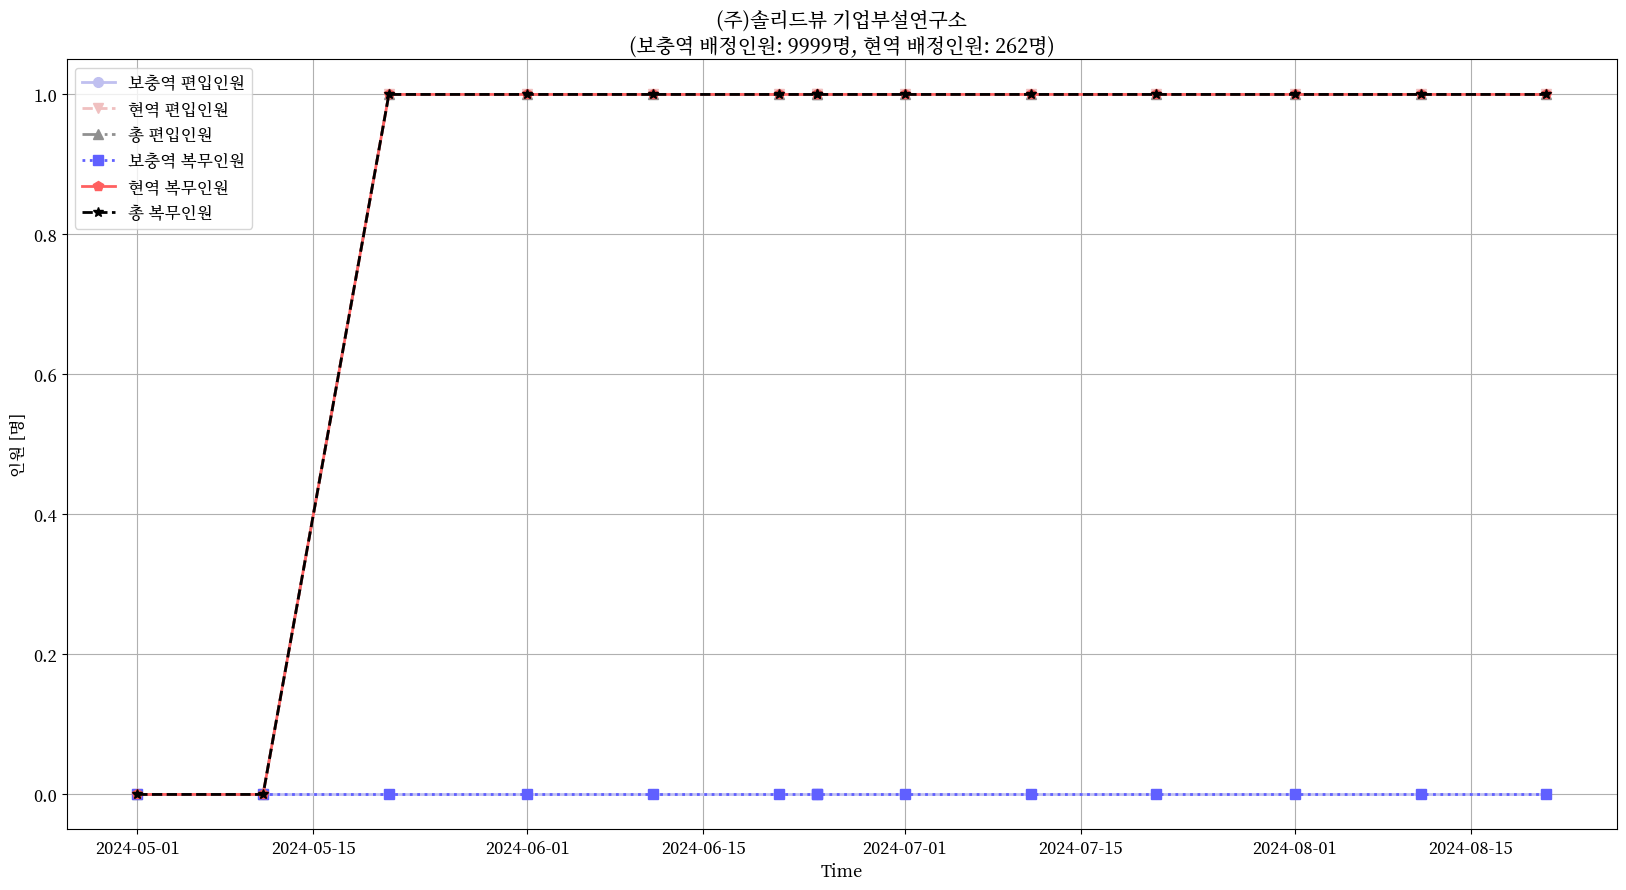 (주)솔리드뷰 기업부설연구소
(보충역 배정인원: 9999명, 현역 배정인원: 262명)
보충역 편입인원
현역 편입인원
총 편입인원
보충역 복무인원
현역 복무인원
총 복무인원
1.0
0.8
0.6
0.4
0.2
0.0
인원 [명]
2024-05-01 2024-05-15 2024-06-01 2024-06-15 2024-07-01 2024-07-15 2024-08-01 2024-08-15
Time